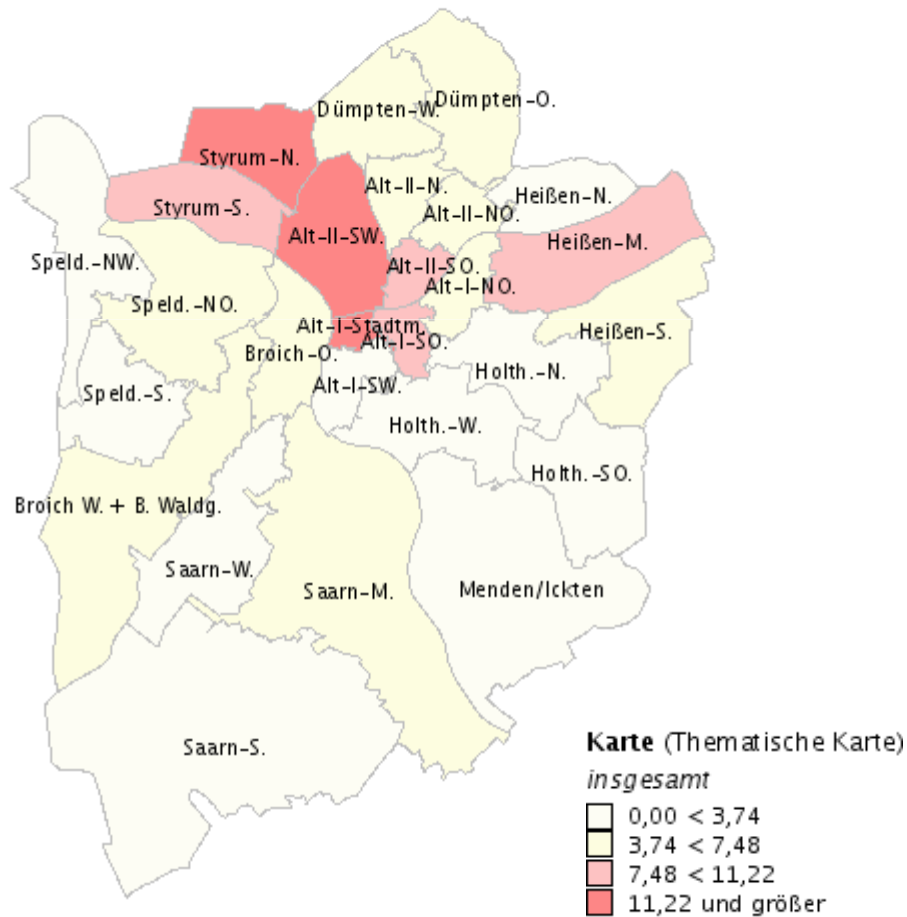 Dümpten-W.
Dümpten-O.
Styrum-N.
Alt-II-N.
Heißen-N.
Styrum-S.
Alt-II-NO.
Alt-II-SW.
Heißen-M.
Speld.-NW.
Alt-II-SO.
Alt-I-NO.
Speld.-NO.
Alt-I-Stadtm.
Heißen-S.
Alt-I-SO.
Broich-O.
Holth.-N.
Alt-I-SW.
Speld.-S.
Holth.-W.
Holth.-SO.
Broich W. + B. Waldg.
Saarn-W.
Saarn-M.
Menden/Ickten
Saarn-S.
Karte (Thematische Karte)
insgesamt
0,00 < 3,74
3,74 < 7,48
7,48 < 11,22
11,22 und größer